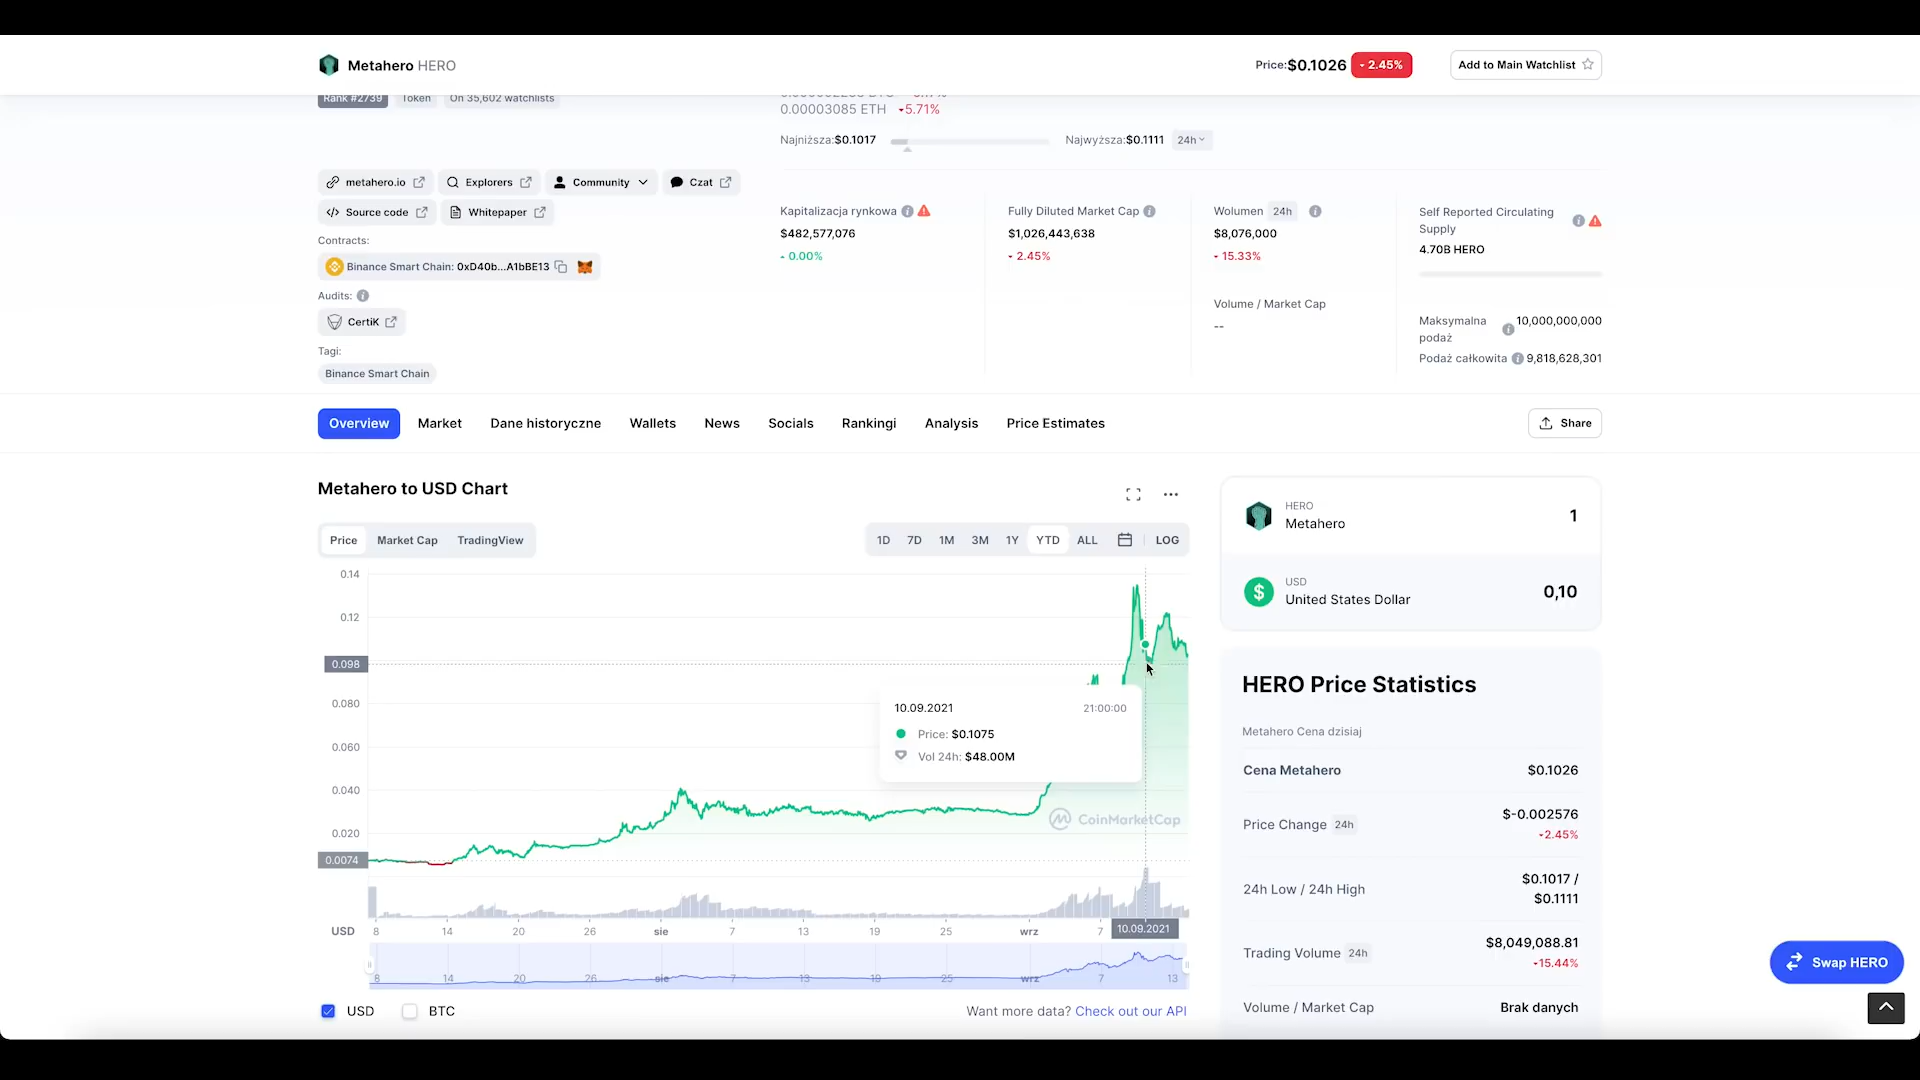 Metahero HERO
Price:$0.1026 2.45%
Add to Main Watchlist
Rank #2739 Token On 35,602 watchlists
0.00003085 ETH 5.71%
Najniższa:$0.1017
Najwyższa:$0.1111 24h
metahero.io Explorers Community Czat
Source code Whitepaper
Contracts:
Binance Smart Chain: 0xD40b...A1bBE13
Audits:
CertiK
Tagi:
Binance Smart Chain
Kapitalizacja rynkowa
$482,577,076
0.00%
Fully Diluted Market Cap
$1,026,443,638
2.45%
Wolumen 24h
$8,076,000
15.33%
Volume / Market Cap
--
Self Reported Circulating
Supply
4.70B HERO
Maksymalna
podaż
10,000,000,000
Podaż całkowita 9,818,628,301
Overview Market Dane historyczne Wallets News Socials Rankingi Analysis Price Estimates
Share
Metahero to USD Chart
Price Market Cap TradingView
1D 7D 1M 3M 1Y YTD ALL LOG
0.14
0.12
0.098
0.080
0.060
0.040
0.020
0.0074
10.09.2021 21:00:00
Price: $0.1075
Vol 24h: $48.00M
CoinMarketCap
USD 8 14 20 26 sie 7 13 19 25 wrz 7 10.09.2021
8 14 20 26 sie 7 13 19 25 wrz 7 13
USD BTC
Want more data? Check out our API
HERO
Metahero
1
USD
United States Dollar
0,10
HERO Price Statistics
Metahero Cena dzisiaj
Cena Metahero $0.1026
Price Change 24h
$-0.002576
2.45%
24h Low / 24h High
$0.1017 /
$0.1111
Trading Volume 24h
$8,049,088.81
15.44%
Volume / Market Cap Brak danych
Swap HERO